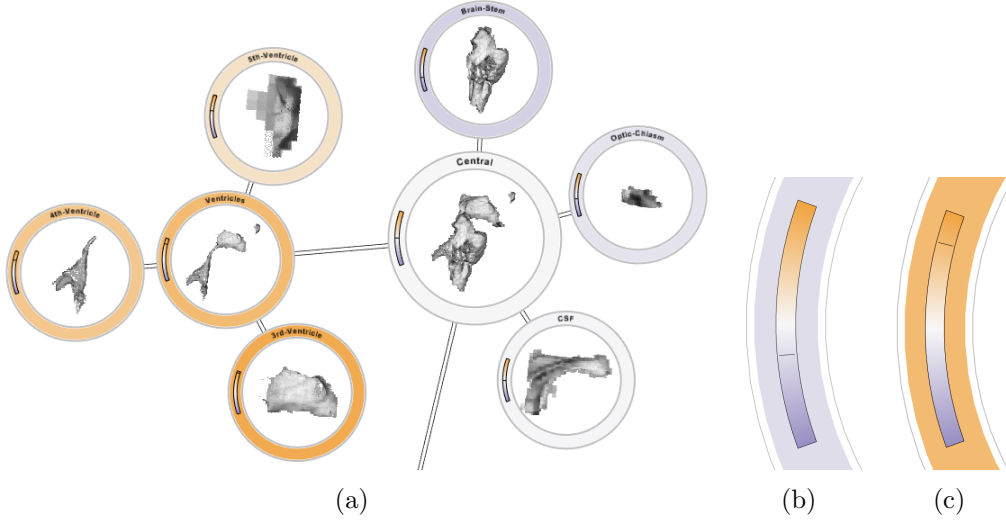 Brain-Stem
5th-Ventricle
Optic-Chiasm
Central
Ventricles
4th-Ventricle
CSF
3rd-Ventricle
(a)
(b)
(c)